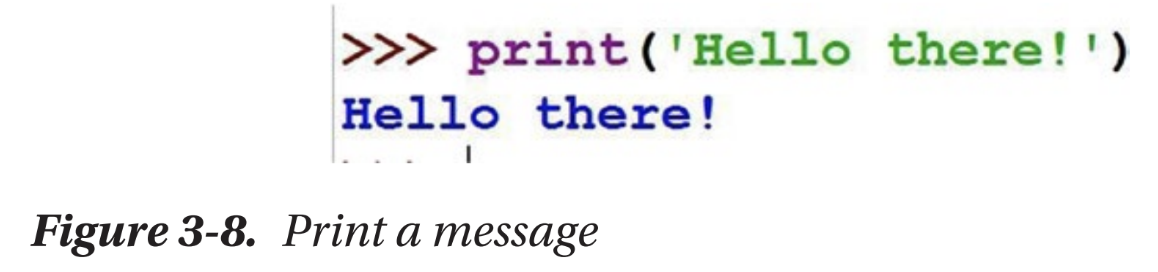 >>> print('Hello there!')
Hello there!
Figure 3-8. Print a message